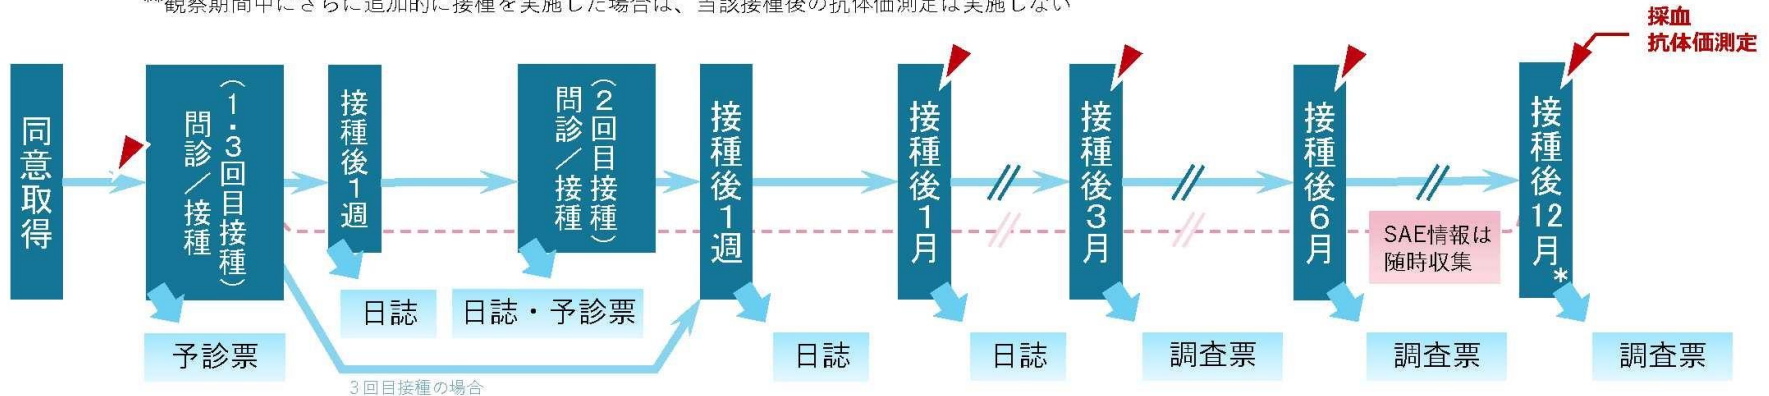 **観察期間中にさらに追加的に接種を実施した場合は、当該接種後の抗体価測定は実施しない
採血
抗体価測定
同意取得
(1・3回目接種)
問診／接種
接種後1週
(2回目接種)
問診／接種
接種後1週
接種後1月
接種後3月
接種後6月
接種後12月*
SAE情報は
随時収集
予診票
日誌
日誌・予診票
日誌
日誌
調査票
調査票
調査票
3回目接種の場合